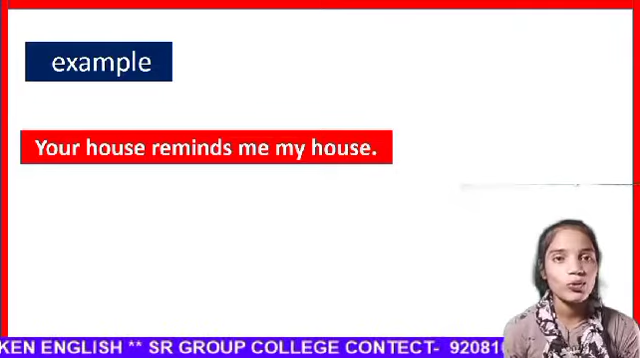 example
Your house reminds me my house.
KEN ENGLISH ** SR GROUP COLLEGE CONTECT- 92081